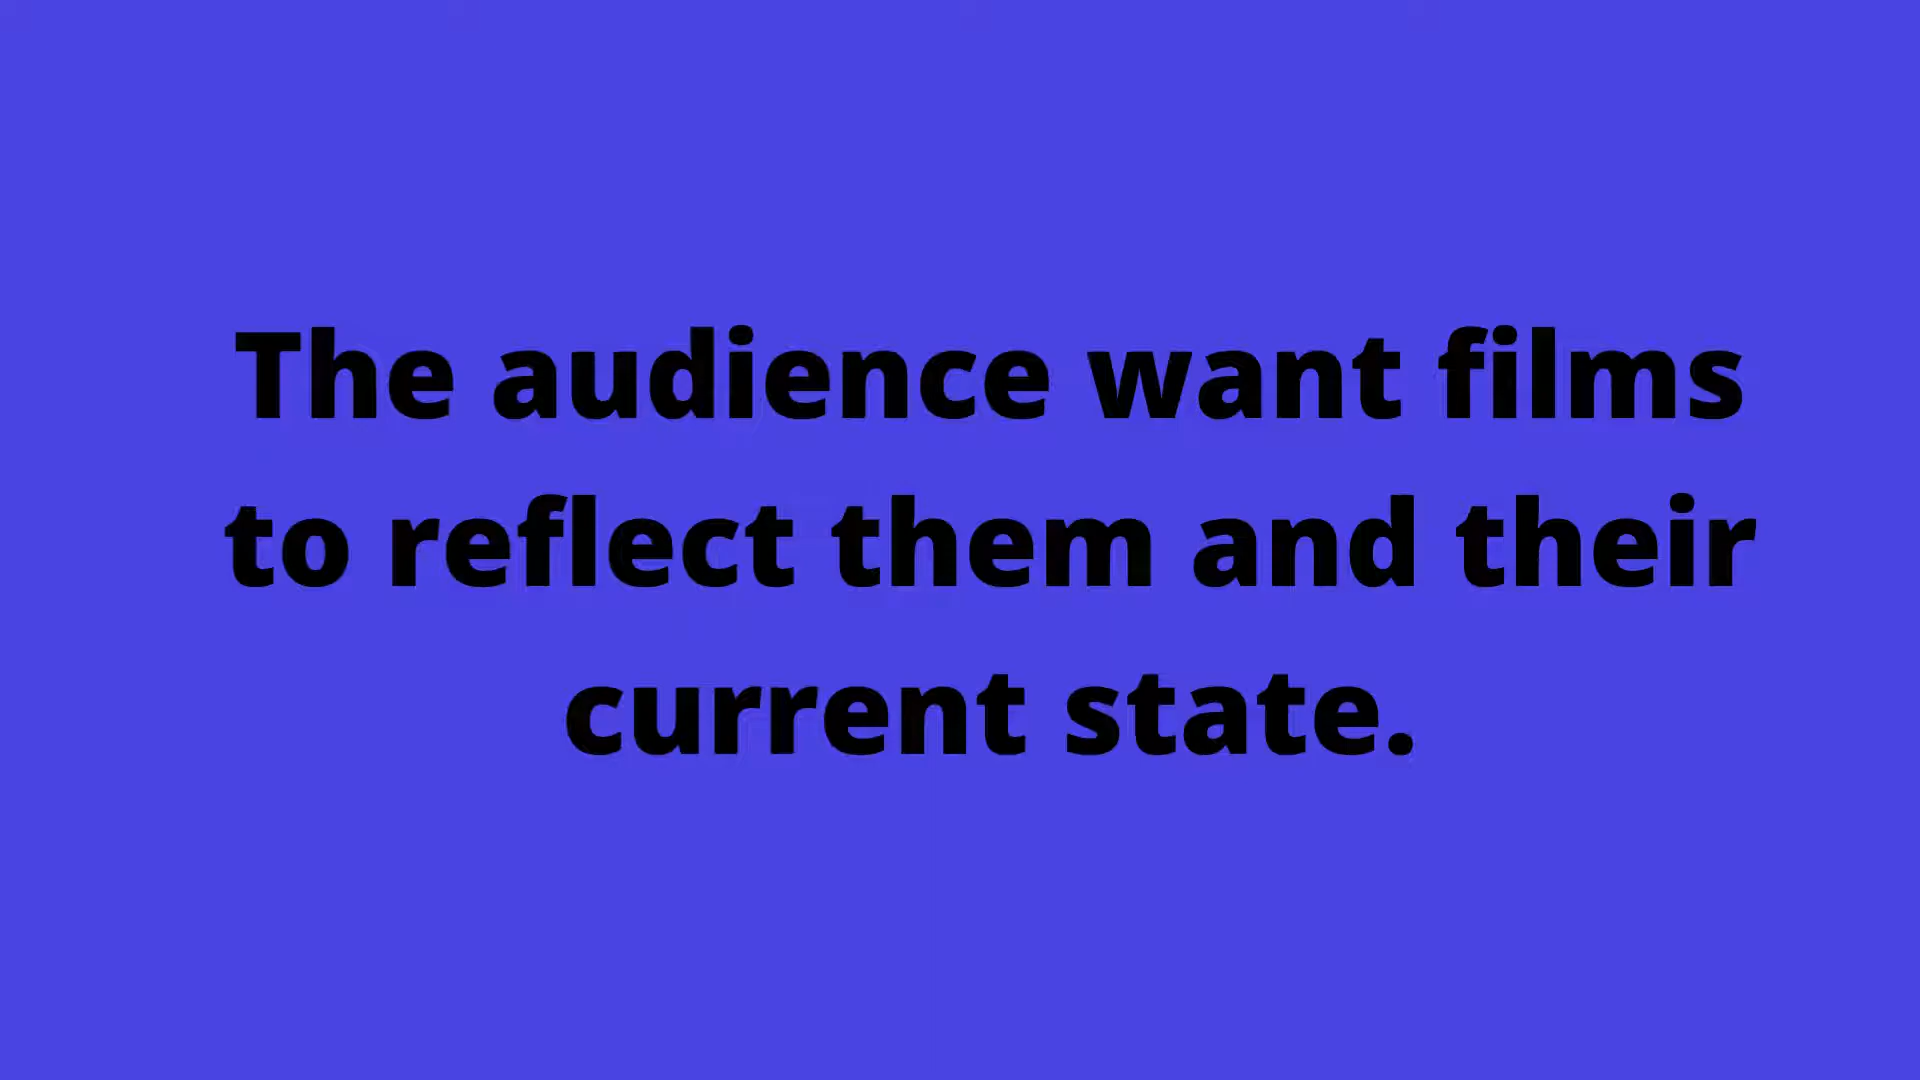 The audience want films
to reflect them and their
current state.